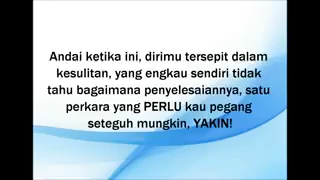 Andai ketika ini, dirimu tersepit dalam
kesulitan, yang engkau sendiri tidak
tahu bagaimana penyelesaiannya, satu
perkara yang PERLU kau pegang
seteguh mungkin, YAKIN!